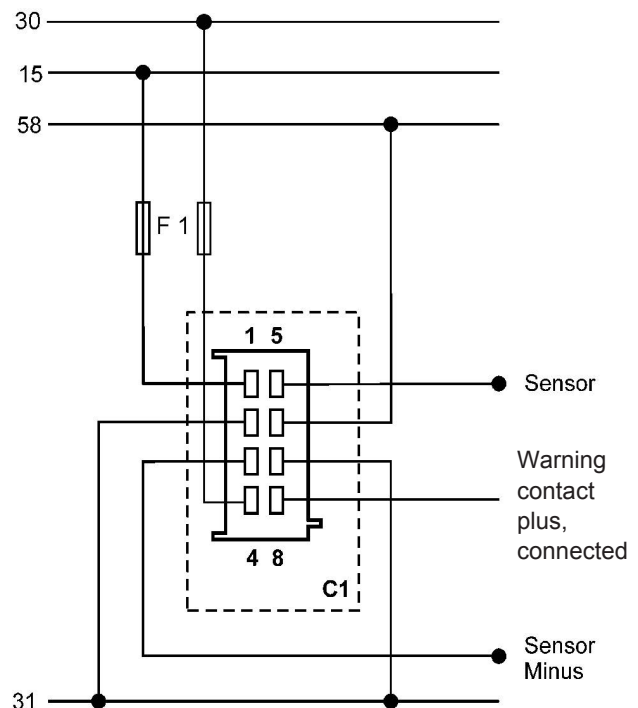 30
15
58
F 1
1 5
Sensor
Warning
contact
plus,
connected
4 8
C1
Sensor
Minus
31